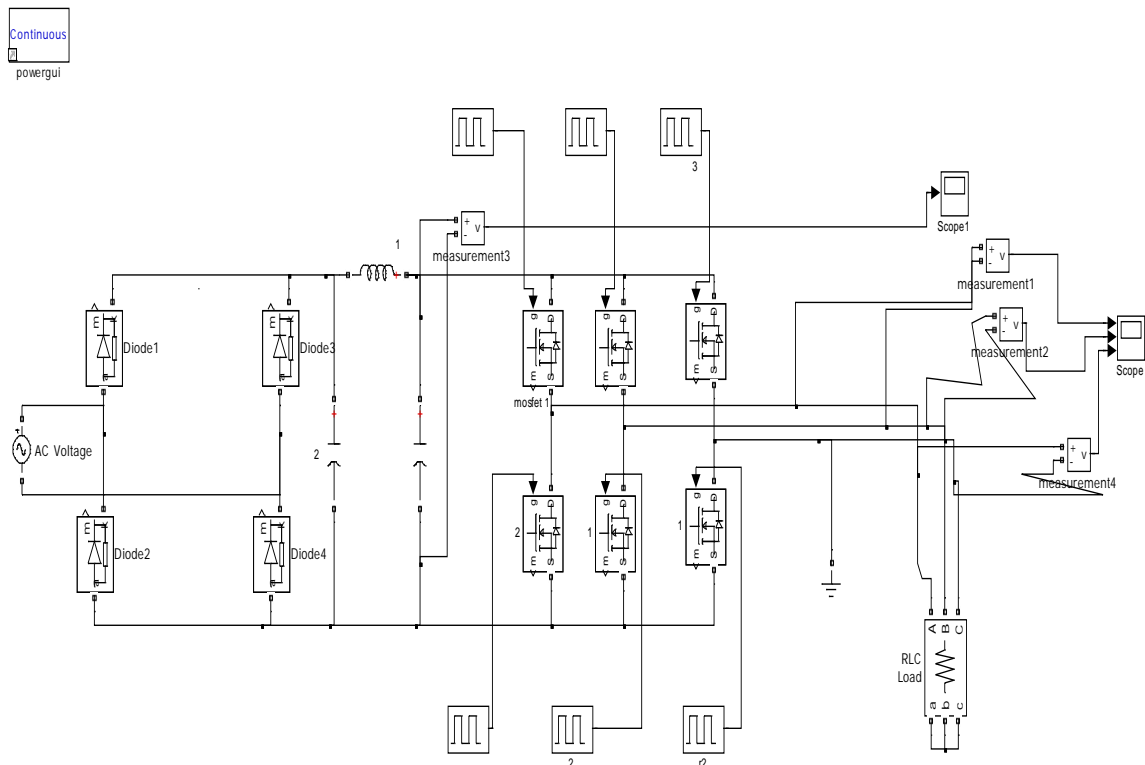 Continuous
powergui
3
Scope1
1
+
-
v
measurement3
+
-
v
measurement1
m
Diode1
m
Diode3
g
D
m
S
g
D
m
S
g
D
m
S
+
-
v
measurement2
Scope
mosfet 1
AC Voltage
2
+
-
v
measurement4
m
Diode2
m
Diode4
2
g
D
m
S
1
g
D
m
S
1
g
D
m
S
RLC
Load
A
B
C
a
b
c
2
r2